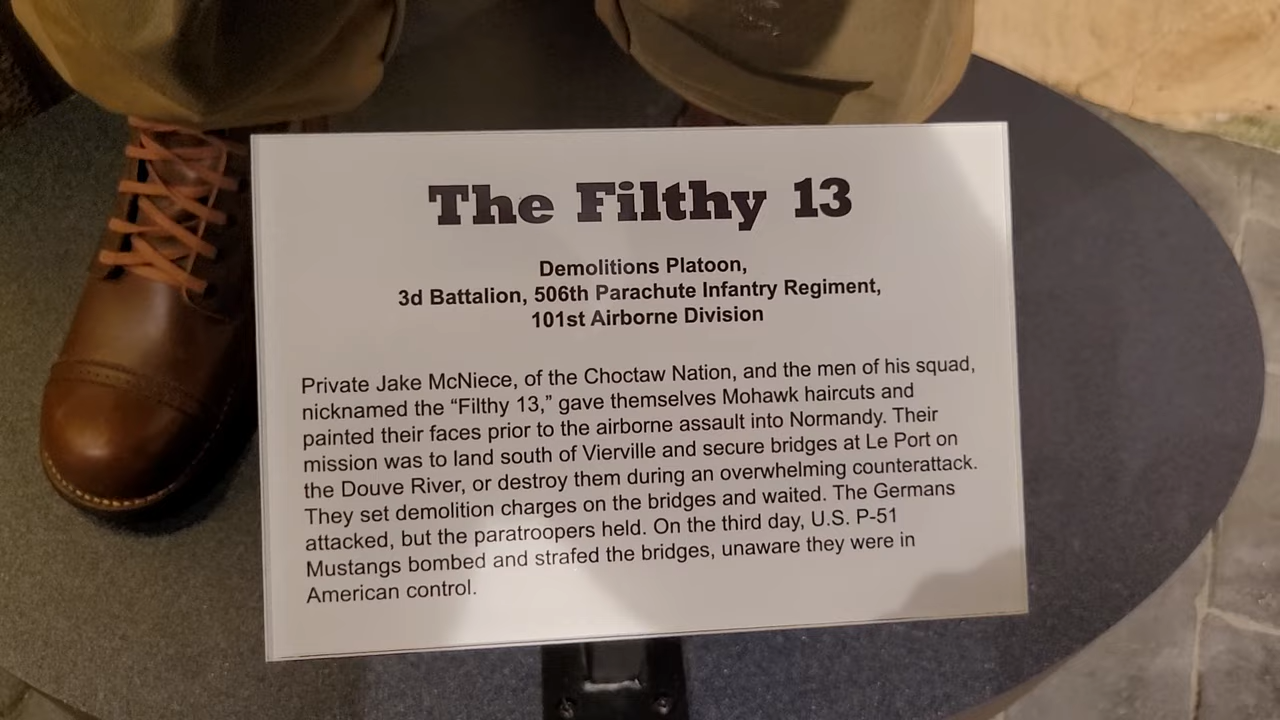 The Filthy 13
Demolitions Platoon,
3d Battalion, 506th Parachute Infantry Regiment,
101st Airborne Division
Private Jake McNiece, of the Choctaw Nation, and the men of his squad,
nicknamed the “Filthy 13,” gave themselves Mohawk haircuts and
painted their faces prior to the airborne assault into Normandy. Their
mission was to land south of Vierville and secure bridges at Le Port on
the Douve River, or destroy them during an overwhelming counterattack.
They set demolition charges on the bridges and waited. The Germans
attacked, but the paratroopers held. On the third day, U.S. P-51
Mustangs bombed and strafed the bridges, unaware they were in
American control.